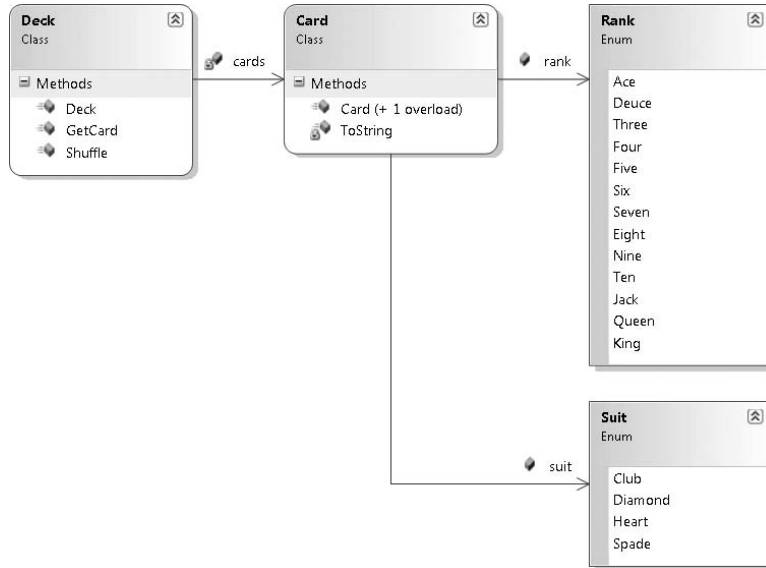 Deck
Class
Methods
Deck
GetCard
Shuffle
cards
Card
Class
Methods
Card (+ 1 overload)
ToString
rank
Rank
Enum
Ace
Deuce
Three
Four
Five
Six
Seven
Eight
Nine
Ten
Jack
Queen
King
suit
Suit
Enum
Club
Diamond
Heart
Spade